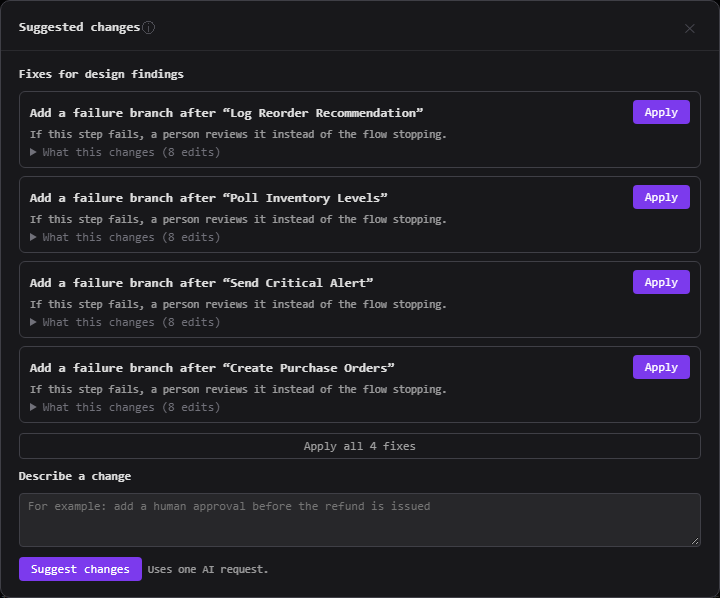 Suggested changes
Fixes for design findings
Add a failure branch after “Log Reorder Recommendation”
Apply
If this step fails, a person reviews it instead of the flow stopping.
What this changes (8 edits)
Add a failure branch after “Poll Inventory Levels”
Apply
If this step fails, a person reviews it instead of the flow stopping.
What this changes (8 edits)
Add a failure branch after “Send Critical Alert”
Apply
If this step fails, a person reviews it instead of the flow stopping.
What this changes (8 edits)
Add a failure branch after “Create Purchase Orders”
Apply
If this step fails, a person reviews it instead of the flow stopping.
What this changes (8 edits)
Apply all 4 fixes
Describe a change
For example: add a human approval before the refund is issued
Suggest changes
Uses one AI request.